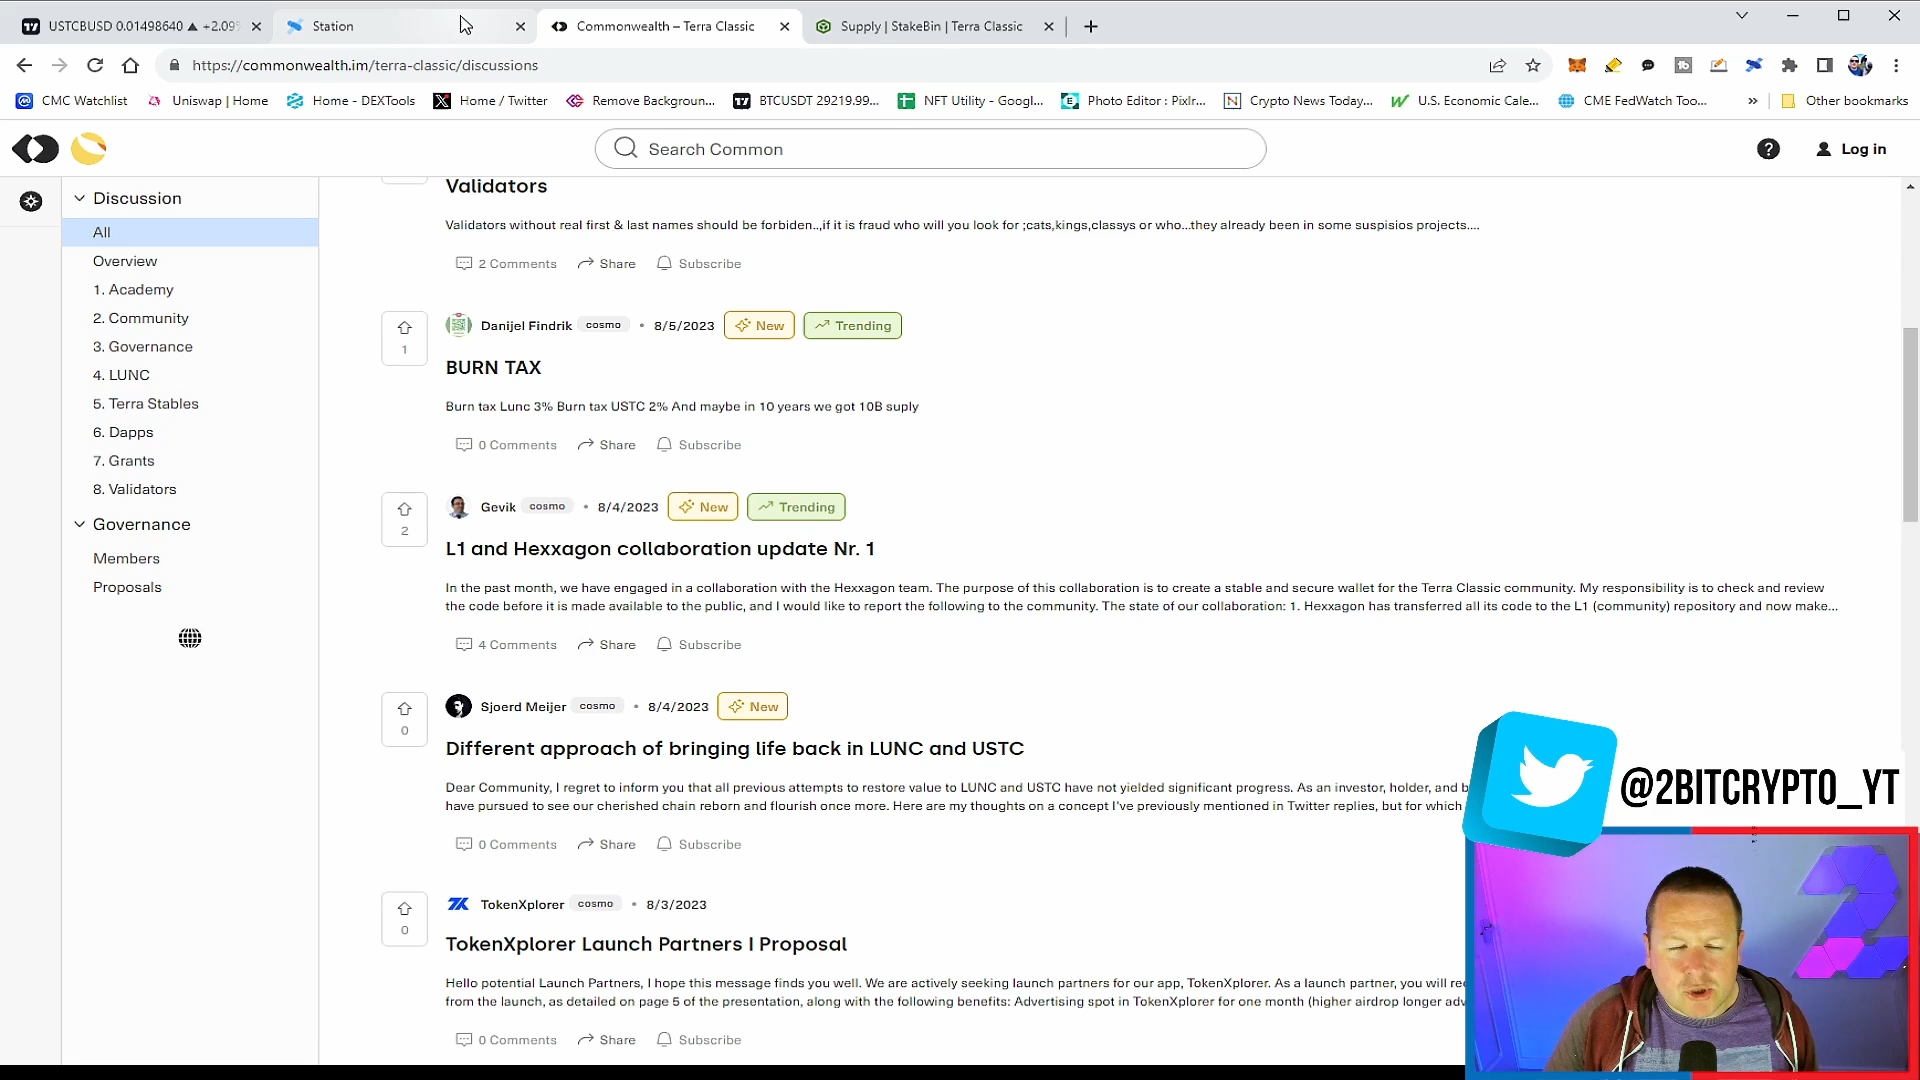 USTCBUSD 0.01498640 ▲ +2.09%
Station
Commonwealth – Terra Classic
Supply | StakeBin | Terra Classic
https://commonwealth.im/terra-classic/discussions
CMC Watchlist
Uniswap | Home
Home - DEXTools
Home / Twitter
Remove Backgroun...
BTCUSDT 29219.99...
NFT Utility - Googl...
Photo Editor : Pixlr...
Crypto News Today...
U.S. Economic Cale...
CME FedWatch Too...
»
Other bookmarks
Search Common
Log in
Discussion
All
Overview
1. Academy
2. Community
3. Governance
4. LUNC
5. Terra Stables
6. Dapps
7. Grants
8. Validators
Governance
Members
Proposals
Validators
Validators without real first & last names should be forbiden..,if it is fraud who will you look for ;cats,kings,classys or who...they already been in some suspisios projects....
2 Comments Share Subscribe
1
Danijel Findrik cosmo • 8/5/2023 New Trending
BURN TAX
Burn tax Lunc 3% Burn tax USTC 2% And maybe in 10 years we got 10B suply
0 Comments Share Subscribe
2
Gevik cosmo • 8/4/2023 New Trending
L1 and Hexxagon collaboration update Nr. 1
In the past month, we have engaged in a collaboration with the Hexxagon team. The purpose of this collaboration is to create a stable and secure wallet for the Terra Classic community. My responsibility is to check and review
the code before it is made available to the public, and I would like to report the following to the community. The state of our collaboration: 1. Hexxagon has transferred all its code to the L1 (community) repository and now make...
4 Comments Share Subscribe
0
Sjoerd Meijer cosmo • 8/4/2023 New
Different approach of bringing life back in LUNC and USTC
Dear Community, I regret to inform you that all previous attempts to restore value to LUNC and USTC have not yielded significant progress. As an investor, holder, and b
have pursued to see our cherished chain reborn and flourish once more. Here are my thoughts on a concept I've previously mentioned in Twitter replies, but for which
0 Comments Share Subscribe
0
TokenXplorer cosmo • 8/3/2023
TokenXplorer Launch Partners I Proposal
Hello potential Launch Partners, I hope this message finds you well. We are actively seeking launch partners for our app, TokenXplorer. As a launch partner, you will re
from the launch, as detailed on page 5 of the presentation, along with the following benefits: Advertising spot in TokenXplorer for one month (higher airdrop longer adv
0 Comments Share Subscribe
@2BITCRYPTO_YT